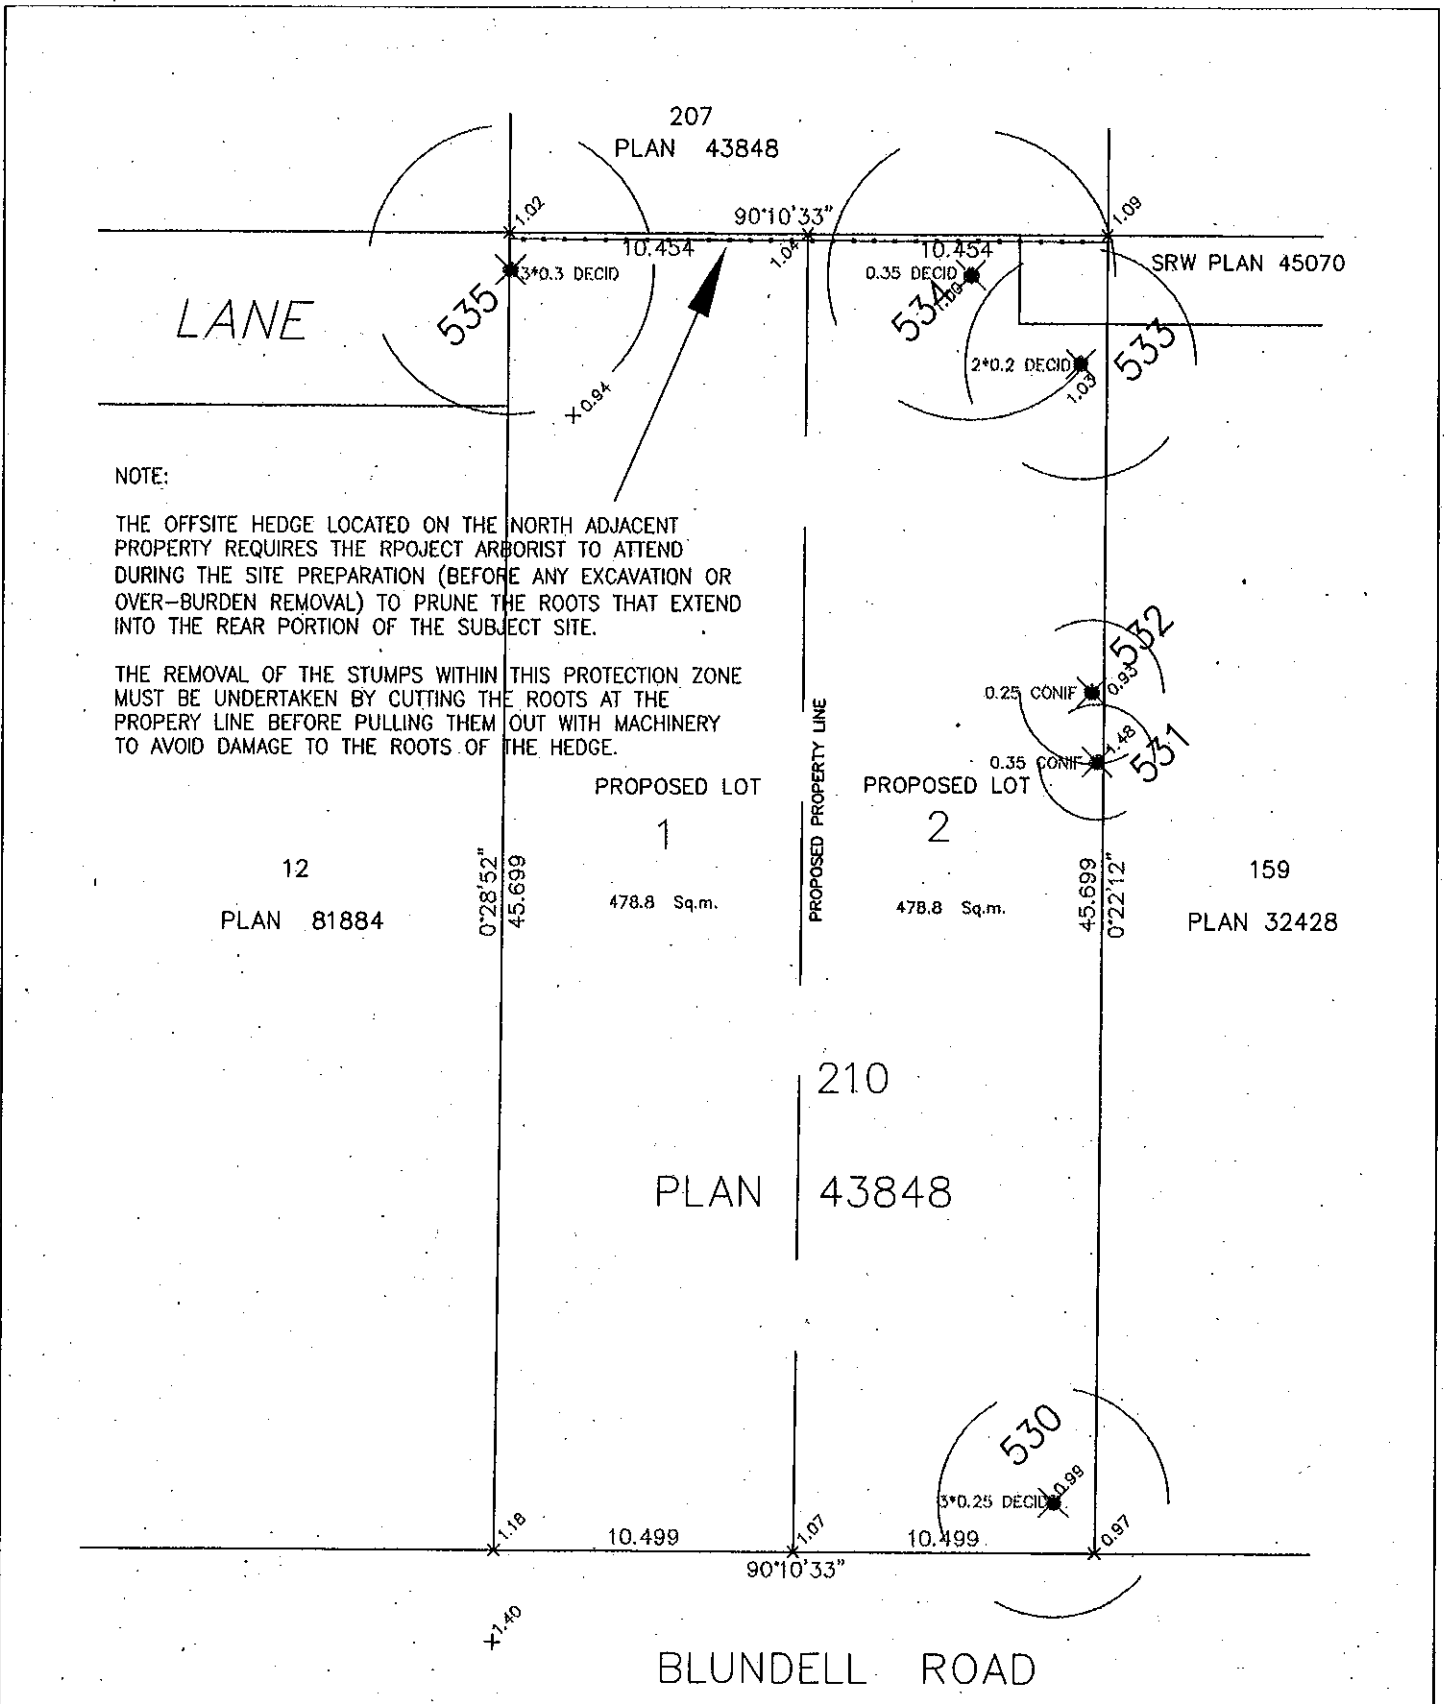 207
PLAN 43848
1.02
90°10'33"
1.09
10.454
1.04
10.454
SRW PLAN 45070
3*0.3 DECID
0.35 DECID
LANE
535
534
533
2*0.2 DECID
1.03
0.94
NOTE:
THE OFFSITE HEDGE LOCATED ON THE NORTH ADJACENT
PROPERTY REQUIRES THE RPOJECT ARBORIST TO ATTEND
DURING THE SITE PREPARATION (BEFORE ANY EXCAVATION OR
OVER-BURDEN REMOVAL) TO PRUNE THE ROOTS THAT EXTEND
INTO THE REAR PORTION OF THE SUBJECT SITE.
THE REMOVAL OF THE STUMPS WITHIN THIS PROTECTION ZONE
MUST BE UNDERTAKEN BY CUTTING THE ROOTS AT THE
PROPERY LINE BEFORE PULLING THEM OUT WITH MACHINERY
TO AVOID DAMAGE TO THE ROOTS OF THE HEDGE.
532
0.25 CONIF
0.93
531
0.35 CONIF
1.48
PROPOSED PROPERTY LINE
PROPOSED LOT
1
478.8 Sq.m.
PROPOSED LOT
2
478.8 Sq.m.
12
PLAN 81884
0°28'52"
45.699
45.699
0°22'12"
159
PLAN 32428
210
PLAN 43848
530
3*0.25 DECID
0.99
1.18
10.499
1.07
10.499
0.97
90°10'33"
1.40
BLUNDELL ROAD